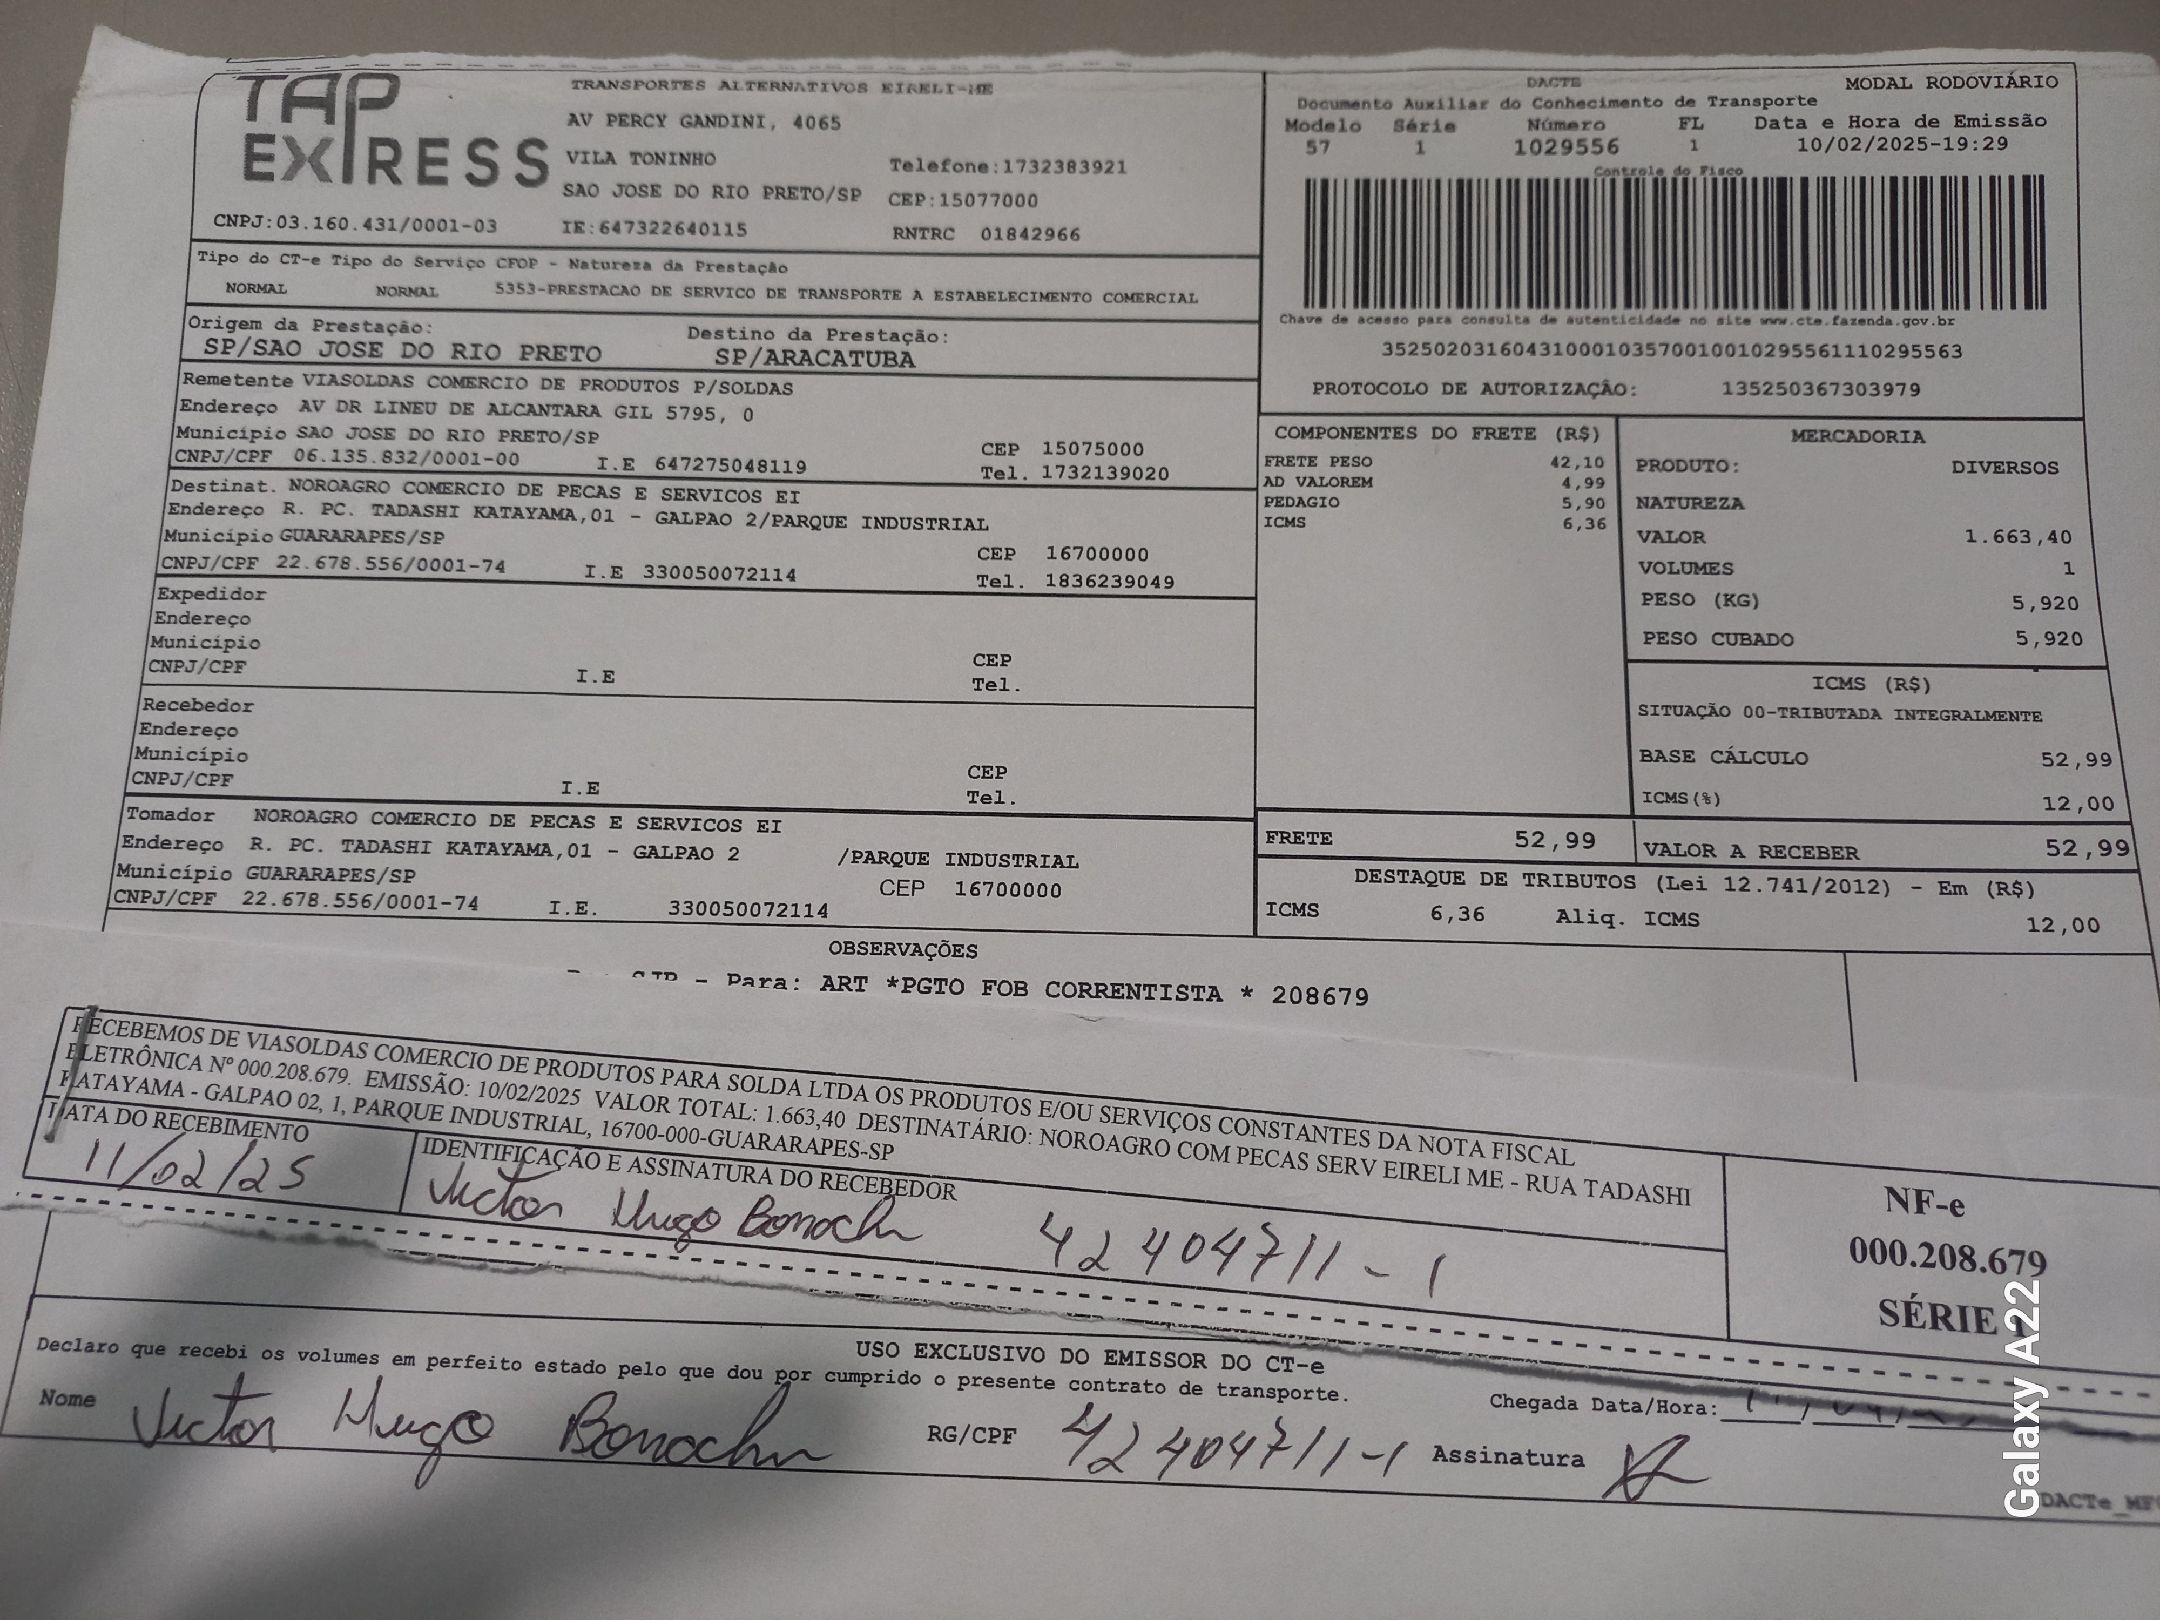 TAP EXPRESS
TRANSPORTES ALTERNATIVOS EIRELI-ME
AV PERCY GANDINI, 4065
VILA TONINHO Telefone:1732383921
SAO JOSE DO RIO PRETO/SP CEP:15077000
CNPJ:03.160.431/0001-03 IE:647322640115 RNTRC 01842966
Tipo do CT-e Tipo do Serviço CFOP - Natureza da Prestação
NORMAL NORMAL 5353-PRESTACAO DE SERVICO DE TRANSPORTE A ESTABELECIMENTO COMERCIAL
Origem da Prestação: Destino da Prestação:
SP/SAO JOSE DO RIO PRETO SP/ARACATUBA
Remetente VIASOLDAS COMERCIO DE PRODUTOS P/SOLDAS
Endereço AV DR LINEU DE ALCANTARA GIL 5795, 0
Município SAO JOSE DO RIO PRETO/SP CEP 15075000
CNPJ/CPF 06.135.832/0001-00 I.E 647275048119 Tel. 1732139020
Destinat. NOROAGRO COMERCIO DE PECAS E SERVICOS EI
Endereço R. PC. TADASHI KATAYAMA,01 - GALPAO 2/PARQUE INDUSTRIAL
Município GUARARAPES/SP CEP 16700000
CNPJ/CPF 22.678.556/0001-74 I.E 330050072114 Tel. 1836239049
Expedidor
Endereço
Município CEP
CNPJ/CPF I.E Tel.
Recebedor
Endereço
Município CEP
CNPJ/CPF I.E Tel.
Tomador NOROAGRO COMERCIO DE PECAS E SERVICOS EI
Endereço R. PC. TADASHI KATAYAMA,01 - GALPAO 2 /PARQUE INDUSTRIAL
Município GUARARAPES/SP CEP 16700000
CNPJ/CPF 22.678.556/0001-74 I.E. 330050072114
DACTE MODAL RODOVIÁRIO
Documento Auxiliar do Conhecimento de Transporte
Modelo Série Número FL Data e Hora de Emissão
57 1 1029556 1 10/02/2025-19:29
Controle do Fisco
Chave de acesso para consulta de autenticidade no site www.cte.fazenda.gov.br
35250203160431000103570010010295561110295563
PROTOCOLO DE AUTORIZAÇÃO: 135250367303979
COMPONENTES DO FRETE (R$)
FRETE PESO 42,10
AD VALOREM 4,99
PEDAGIO 5,90
ICMS 6,36
MERCADORIA
PRODUTO: DIVERSOS
NATUREZA
VALOR 1.663,40
VOLUMES 1
PESO (KG) 5,920
PESO CUBADO 5,920
ICMS (R$)
SITUAÇÃO 00-TRIBUTADA INTEGRALMENTE
BASE CÁLCULO 52,99
ICMS(%) 12,00
FRETE 52,99 VALOR A RECEBER 52,99
DESTAQUE DE TRIBUTOS (Lei 12.741/2012) - Em (R$)
ICMS 6,36 Aliq. ICMS 12,00
OBSERVAÇÕES
- Para: ART *PGTO FOB CORRENTISTA * 208679
RECEBEMOS DE VIASOLDAS COMERCIO DE PRODUTOS PARA SOLDA LTDA OS PRODUTOS E/OU SERVIÇOS CONSTANTES DA NOTA FISCAL
ELETRÔNICA Nº 000.208.679. EMISSÃO: 10/02/2025 VALOR TOTAL: 1.663,40 DESTINATÁRIO: NOROAGRO COM PECAS SERV EIRELI ME - RUA TADASHI
KATAYAMA - GALPAO 02, 1, PARQUE INDUSTRIAL, 16700-000-GUARARAPES-SP
DATA DO RECEBIMENTO IDENTIFICAÇÃO E ASSINATURA DO RECEBEDOR
11/02/25 Victor Hugo 42404711-1
NF-e
000.208.679
SÉRIE 1
USO EXCLUSIVO DO EMISSOR DO CT-e
Declaro que recebi os volumes em perfeito estado pelo que dou por cumprido o presente contrato de transporte.
Chegada Data/Hora:
Nome Victor Hugo RG/CPF 42404711-1 Assinatura
Galaxy A22